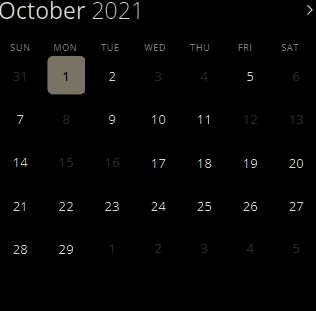 October 2021 >
SUN MON TUE WED THU FRI SAT
31 1 2 3 4 5 6
7 8 9 10 11 12 13
14 15 16 17 18 19 20
21 22 23 24 25 26 27
28 29 1 2 3 4 5